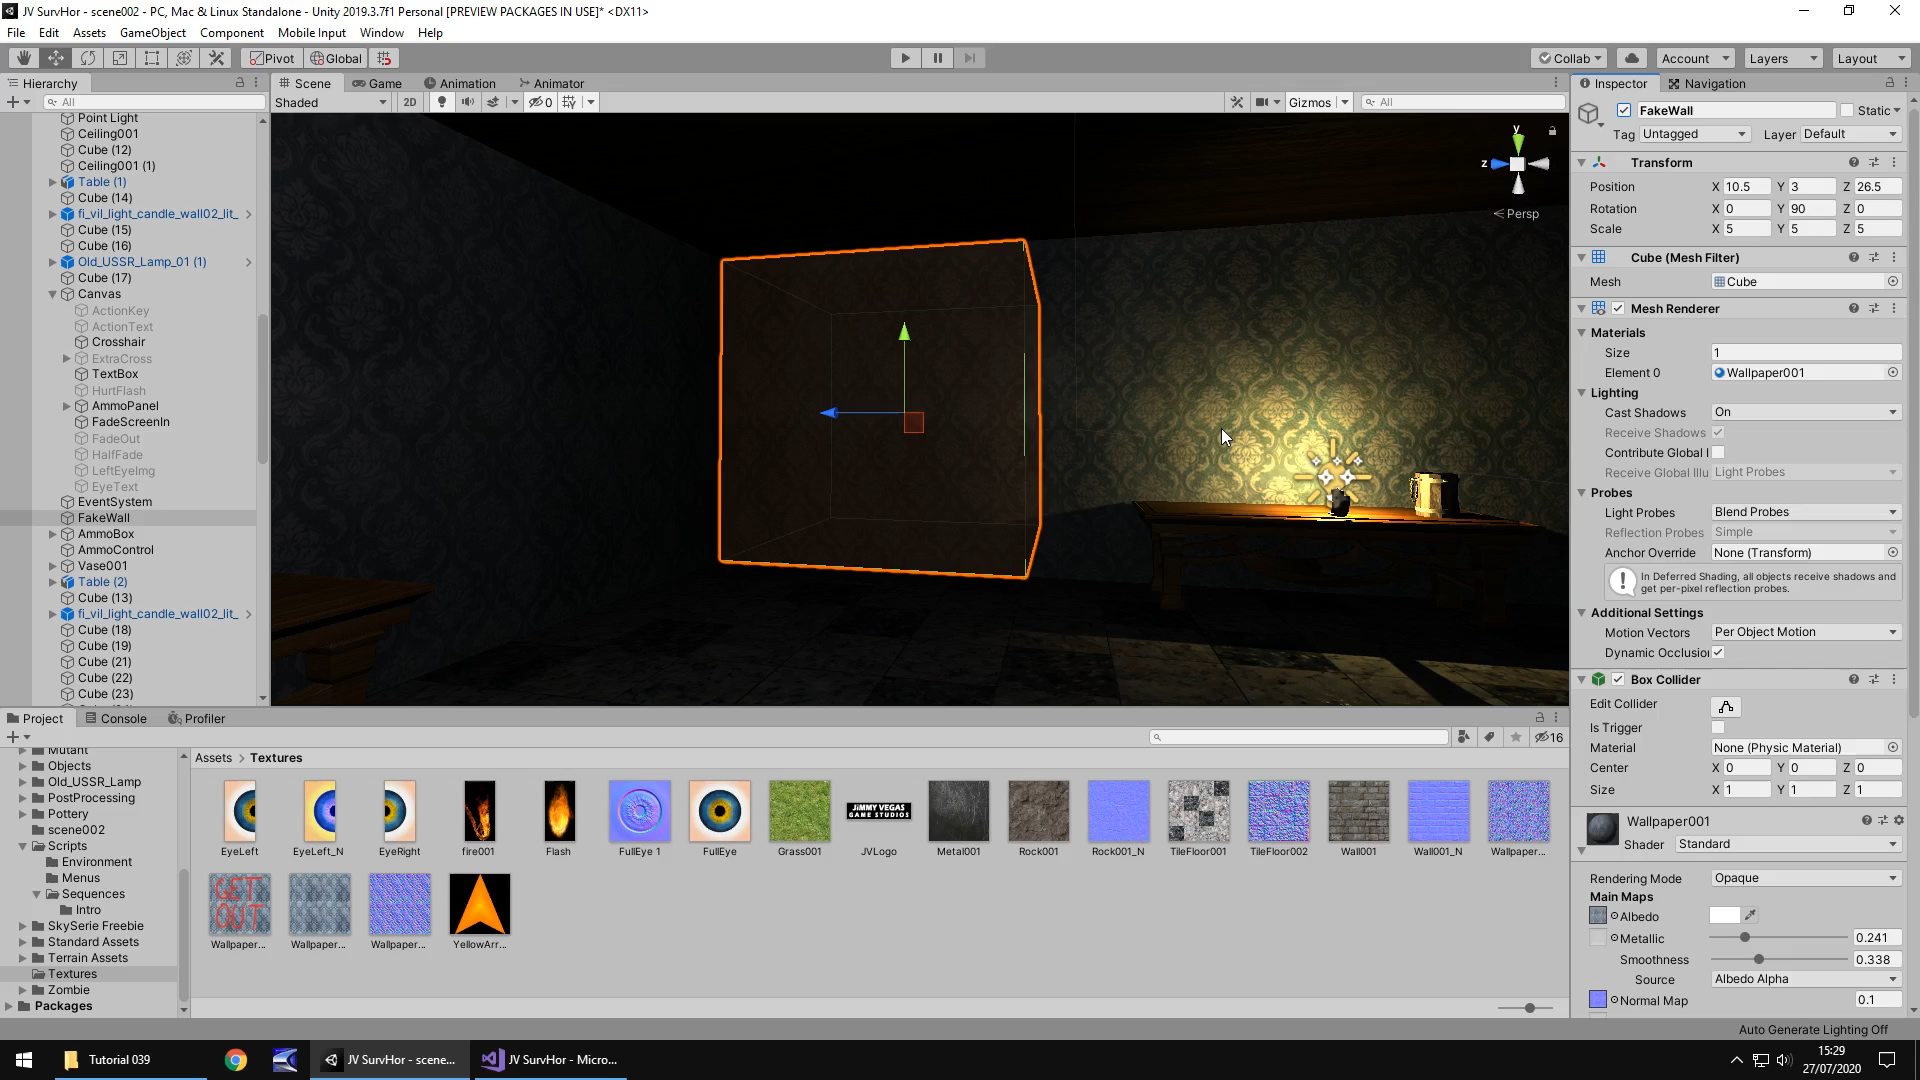 JV SurvHor - scene002 - PC, Mac & Linux Standalone - Unity 2019.3.7f1 Personal [PREVIEW PACKAGES IN USE]* <DX11>
File Edit Assets GameObject Component Mobile Input Window Help
Pivot Global Collab Account Layers Layout
Hierarchy
All
Point Light
Ceiling001
Cube (12)
Ceiling001 (1)
Table (1)
Cube (14)
fi_vil_light_candle_wall02_lit_
Cube (15)
Cube (16)
Old_USSR_Lamp_01 (1)
Cube (17)
Canvas
ActionKey
ActionText
Crosshair
ExtraCross
TextBox
HurtFlash
AmmoPanel
FadeScreenIn
FadeOut
HalfFade
LeftEyeImg
EyeText
EventSystem
FakeWall
AmmoBox
AmmoControl
Vase001
Table (2)
Cube (13)
fi_vil_light_candle_wall02_lit_
Cube (18)
Cube (19)
Cube (21)
Cube (22)
Cube (23)
Scene Game Animation Animator
Shaded 2D 0 Gizmos All
y
z
Persp
Inspector Navigation
FakeWall Static
Tag Untagged Layer Default
Transform
Position X 10.5 Y 3 Z 26.5
Rotation X 0 Y 90 Z 0
Scale X 5 Y 5 Z 5
Cube (Mesh Filter)
Mesh Cube
Mesh Renderer
Materials
Size 1
Element 0 Wallpaper001
Lighting
Cast Shadows On
Receive Shadows
Contribute Global I
Receive Global Illu Light Probes
Probes
Light Probes Blend Probes
Reflection Probes Simple
Anchor Override None (Transform)
In Deferred Shading, all objects receive shadows and
get per-pixel reflection probes.
Additional Settings
Motion Vectors Per Object Motion
Dynamic Occlusion
Box Collider
Edit Collider
Is Trigger
Material None (Physic Material)
Center X 0 Y 0 Z 0
Size X 1 Y 1 Z 1
Wallpaper001
Shader Standard
Rendering Mode Opaque
Main Maps
Albedo
Metallic 0.241
Smoothness 0.338
Source Albedo Alpha
Normal Map 0.1
Project Console Profiler
16
Mutant
Objects
Old_USSR_Lamp
PostProcessing
Pottery
scene002
Scripts
Environment
Menus
Sequences
Intro
SkySerie Freebie
Standard Assets
Terrain Assets
Textures
Zombie
Packages
Assets > Textures
JIMMY VEGAS
GAME STUDIOS
EyeLeft EyeLeft_N EyeRight fire001 Flash FullEye 1 FullEye Grass001 JVLogo Metal001 Rock001 Rock001_N TileFloor001 TileFloor002 Wall001 Wall001_N Wallpaper...
GET
OUT
Wallpaper... Wallpaper... Wallpaper... YellowArr...
Auto Generate Lighting Off
Tutorial 039 JV SurvHor - scene... JV SurvHor - Micro...
15:29
27/07/2020